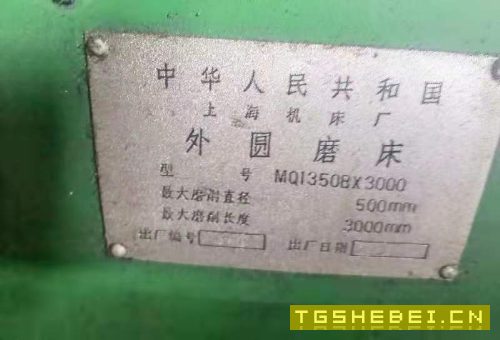 中华人民共和国
上海机床厂
外圆磨床
型号 MQ1350BX3000
最大磨削直径 500mm
最大磨削长度 3000mm
出厂编号 出厂日期
TGSHEBEI.CN